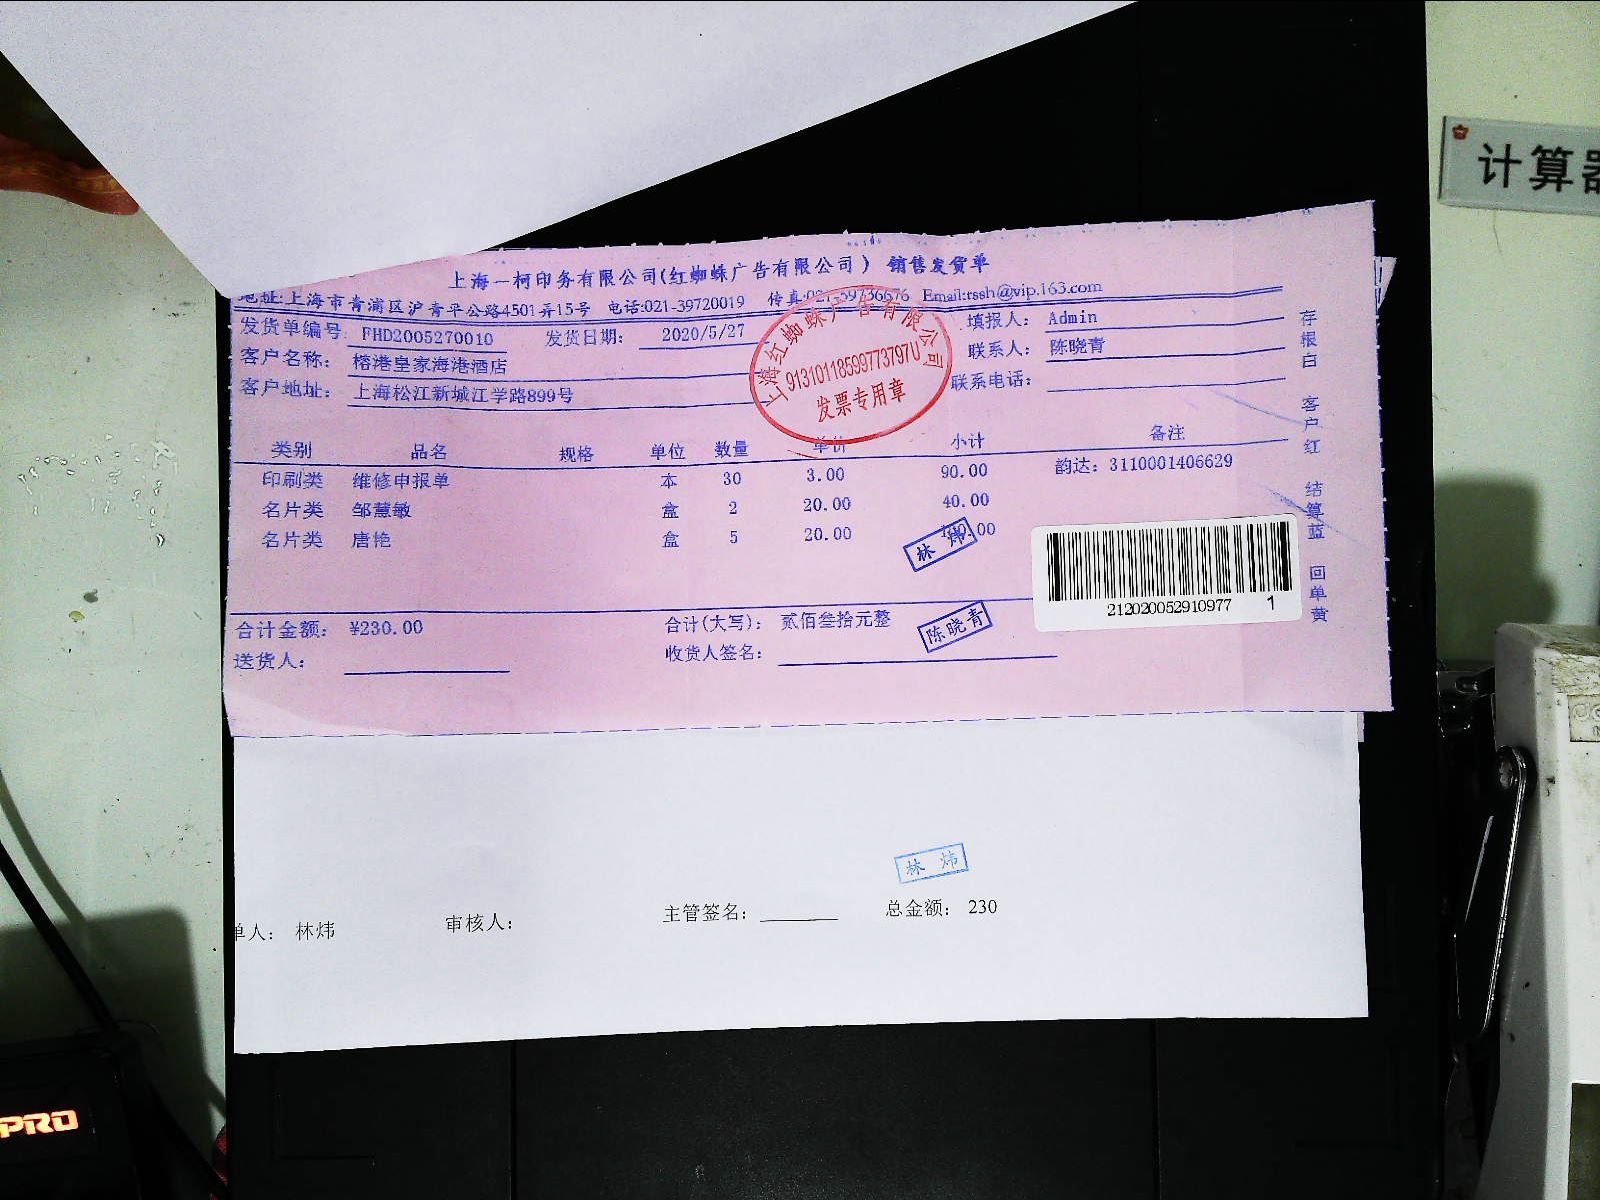 计算
上海一柯印务有限公司(红蜘蛛广告有限公司) 销售发货单
地址:上海市青浦区沪青平公路4501弄15号 电话:021-39720019 传真:021-59736676 Email:rssh@vip.163.com
发货单编号: FHD2005270010 发货日期: 2020/5/27 填报人: Admin
客户名称: 榕港皇家海港酒店 联系人: 陈晓青
客户地址: 上海松江新城江学路899号 联系电话:
上海红蜘蛛广告有限公司
91310118599773797U
发票专用章
类别 品名 规格 单位 数量 单价 小计 备注
印刷类 维修申报单 本 30 3.00 90.00 韵达: 3110001406629
名片类 邹慧敏 盒 2 20.00 40.00
名片类 唐艳 盒 5 20.00 .00
林 炜
212020052910977 1
合计金额: ¥230.00 合计(大写): 贰佰叁拾元整
陈晓青
送货人: 收货人签名:
存根白 客户红 结算蓝 回单黄
林 炜
单人: 林炜 审核人: 主管签名: 总金额: 230
PRO